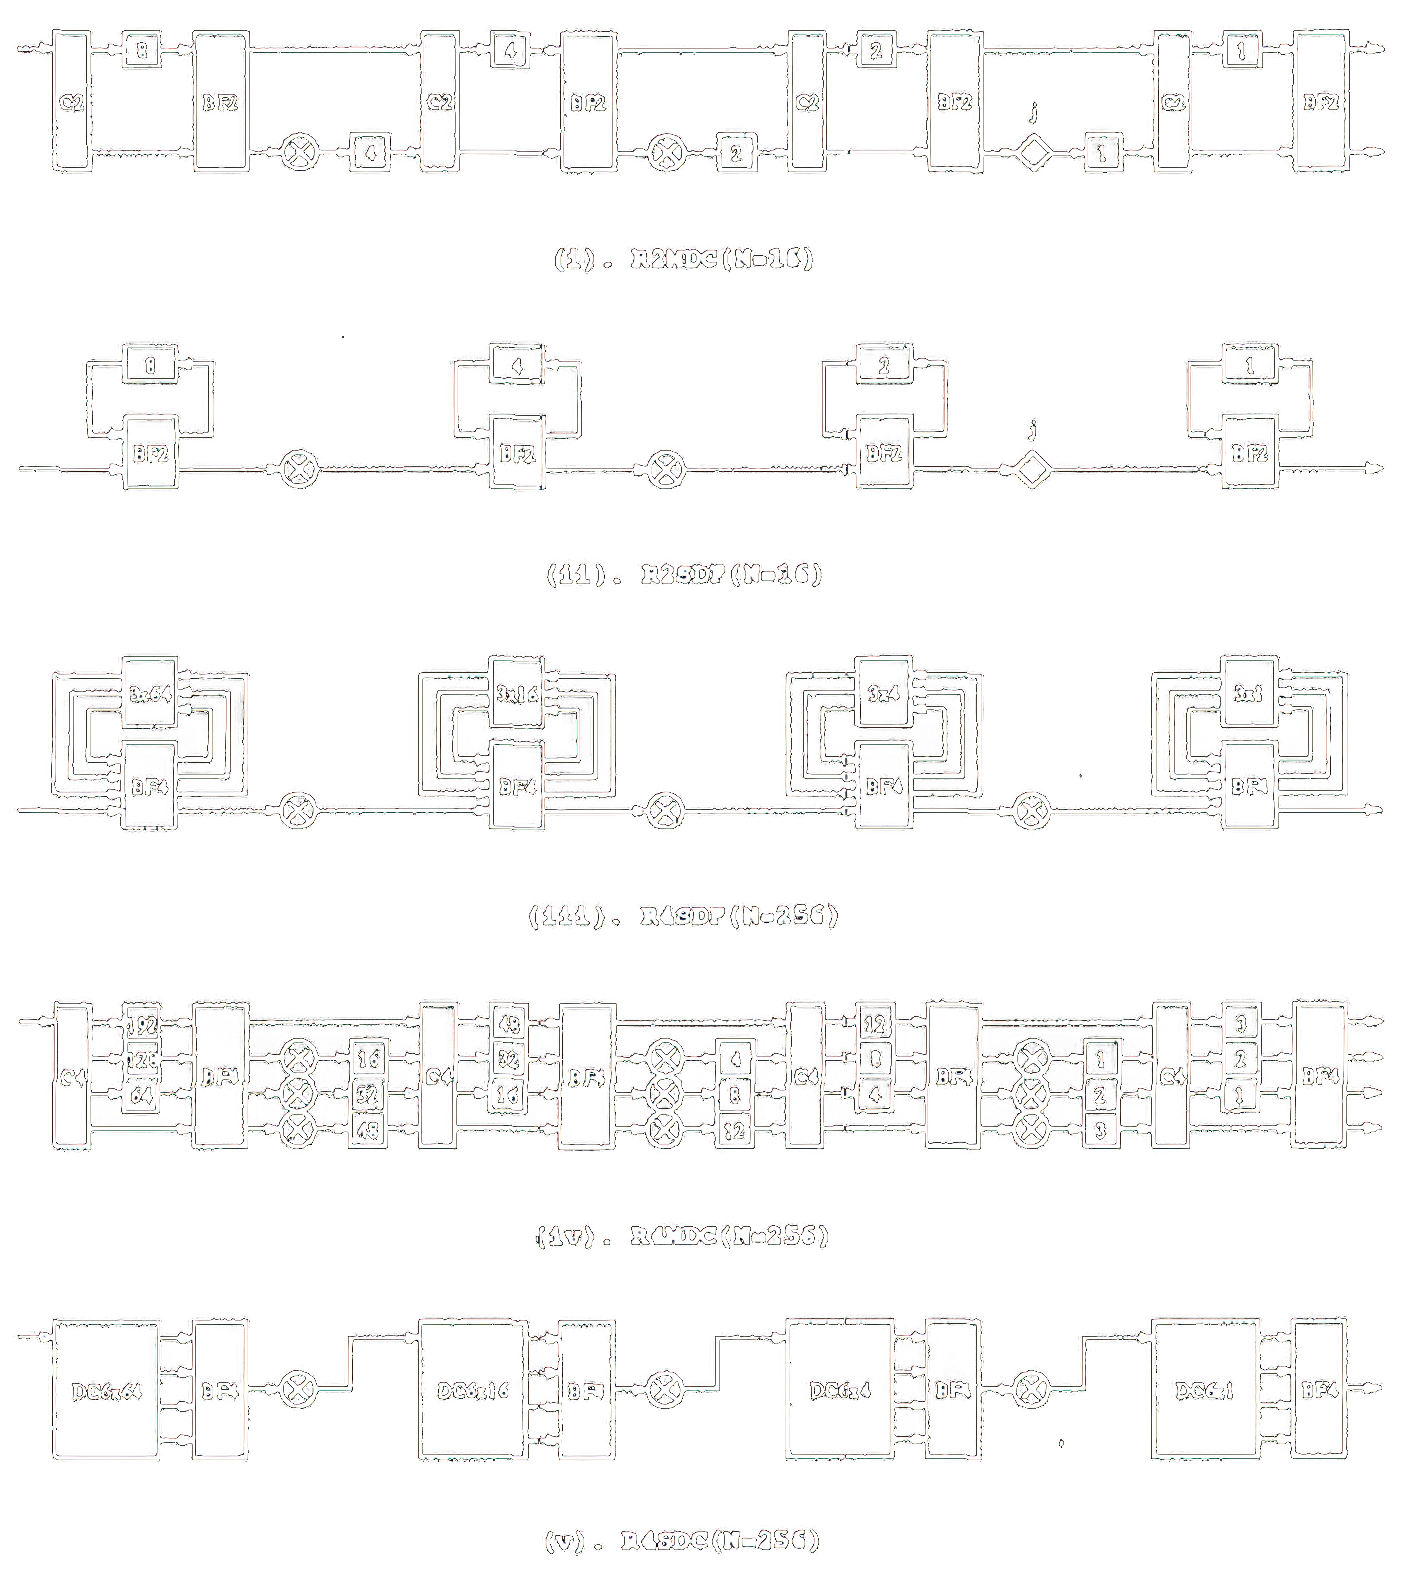 8 4 2 1
C2 BF2 C2 BF2 C2 BF2 C2 BF2
j
4 2 1
(i). R2MDC(N=16)
8 4 2 1
j
BF2 BF2 BF2 BF2
(ii). R2SDF(N=16)
3x64 3x16 3x4 3x1
BF4 BF4 BF4 BF4
(iii). R4SDF(N=256)
192 48 12 3
128 16 32 4 8 1 2
C4 BF4 C4 BF4 C4 BF4 C4 BF4
64 32 16 8 4 2 1
48 12 3
(iv). R4MDC(N=256)
DC6x64 BF4 DC6x16 BF4 DC6x4 BF4 DC6x1 BF4
(v). R4SDC(N=256)